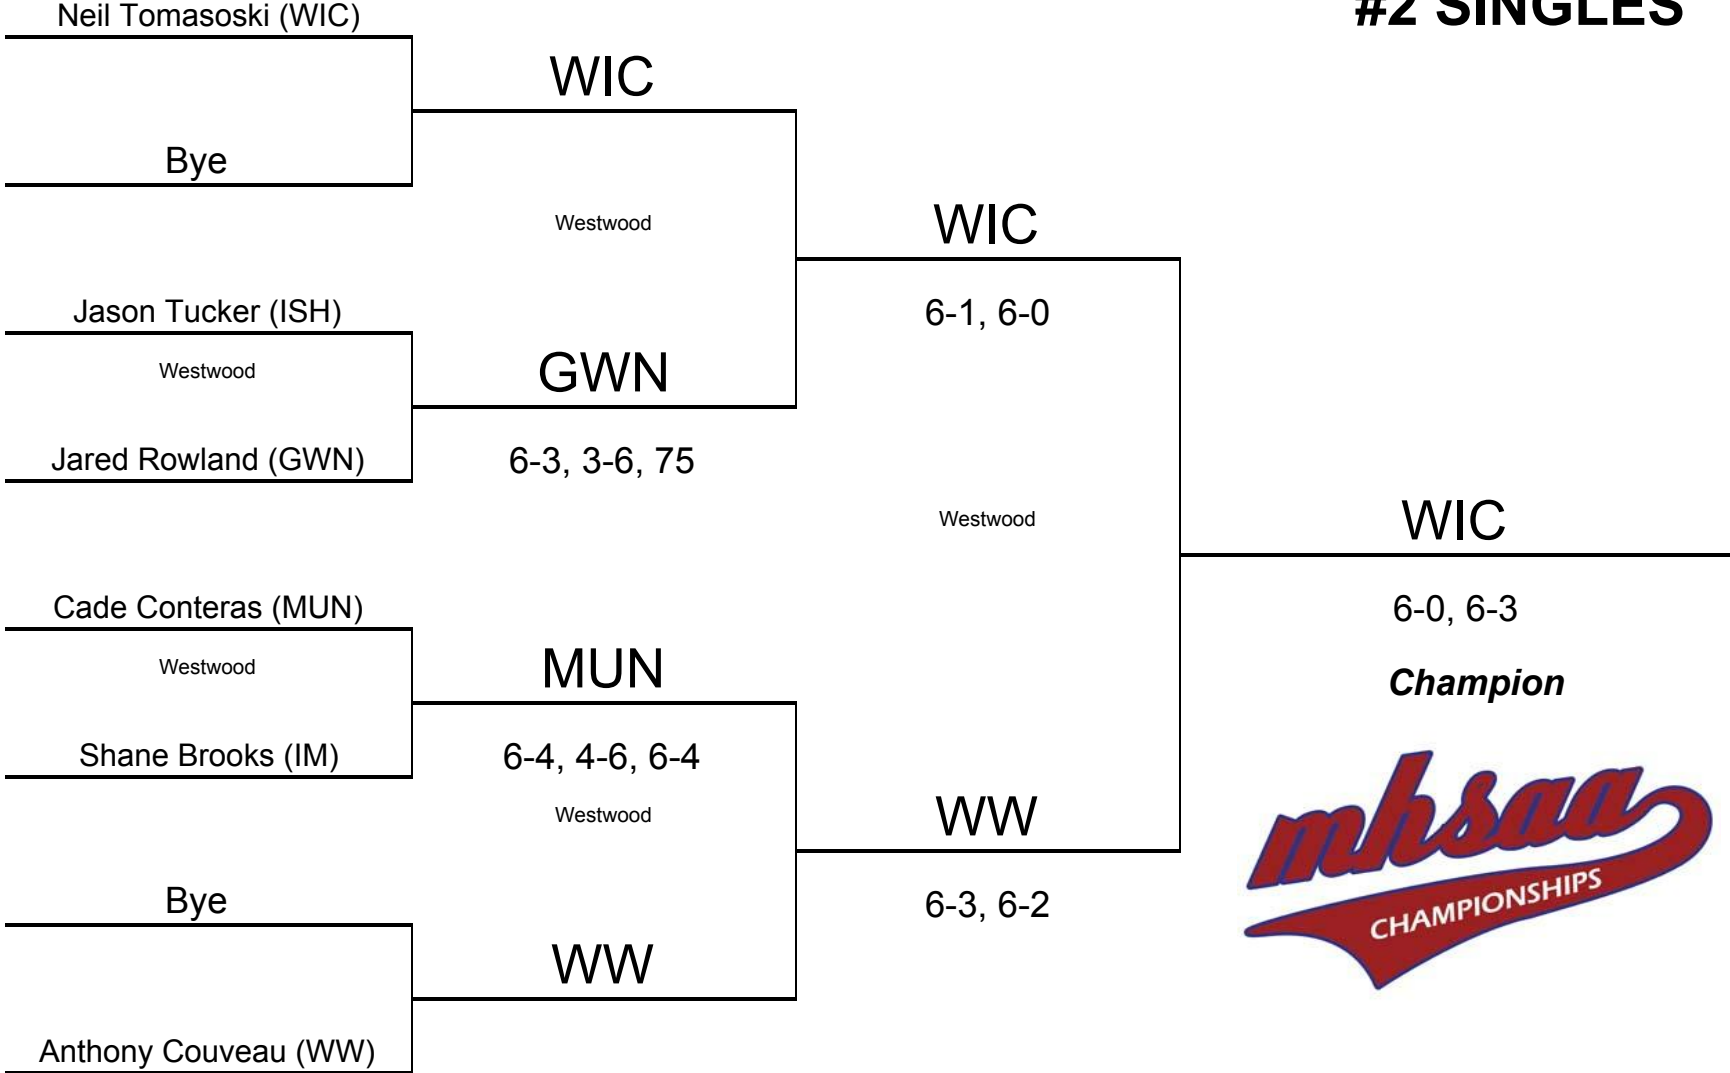 Neil Tomasoski (WIC)
#2 SINGLES
WIC
Bye
Westwood
WIC
Jason Tucker (ISH)
6-1, 6-0
Westwood
GWN
Jared Rowland (GWN)
6-3, 3-6, 75
Westwood
WIC
Cade Conteras (MUN)
6-0, 6-3
Westwood
MUN
Champion
Shane Brooks (IM)
6-4, 4-6, 6-4
Westwood
WW
mhsaa
CHAMPIONSHIPS
Bye
6-3, 6-2
WW
Anthony Couveau (WW)